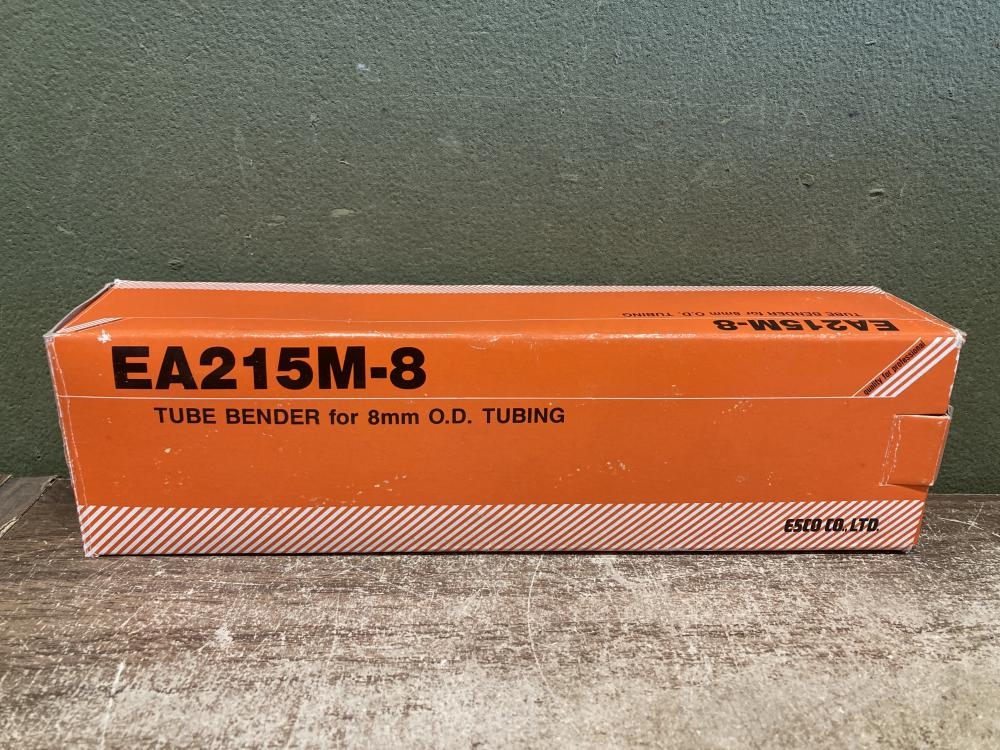 TUBE BENDER for 8mm O.D. TUBING
EA215M-8
EA215M-8
quality for professional
TUBE BENDER for 8mm O.D. TUBING
ESCO CO., LTD.